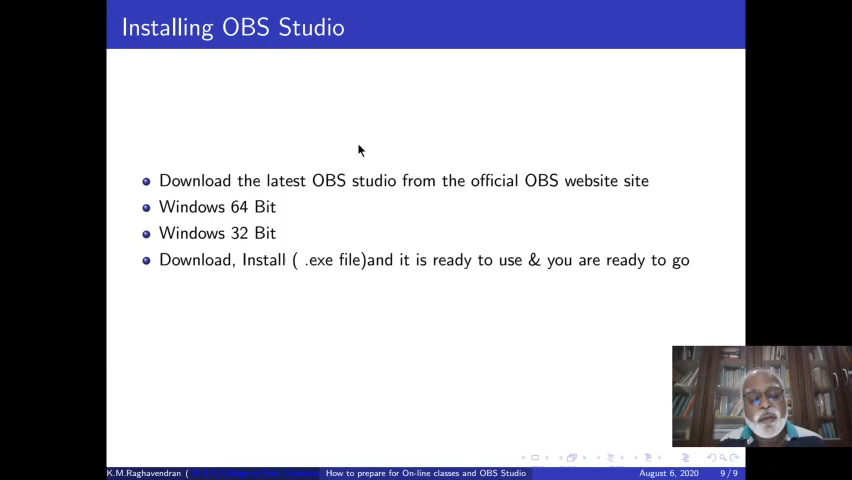 Installing OBS Studio
Download the latest OBS studio from the official OBS website site
Windows 64 Bit
Windows 32 Bit
Download, Install ( .exe file)and it is ready to use & you are ready to go
K.M.Raghavendran (
How to prepare for On-line classes and OBS Studio
August 6, 2020
9 / 9